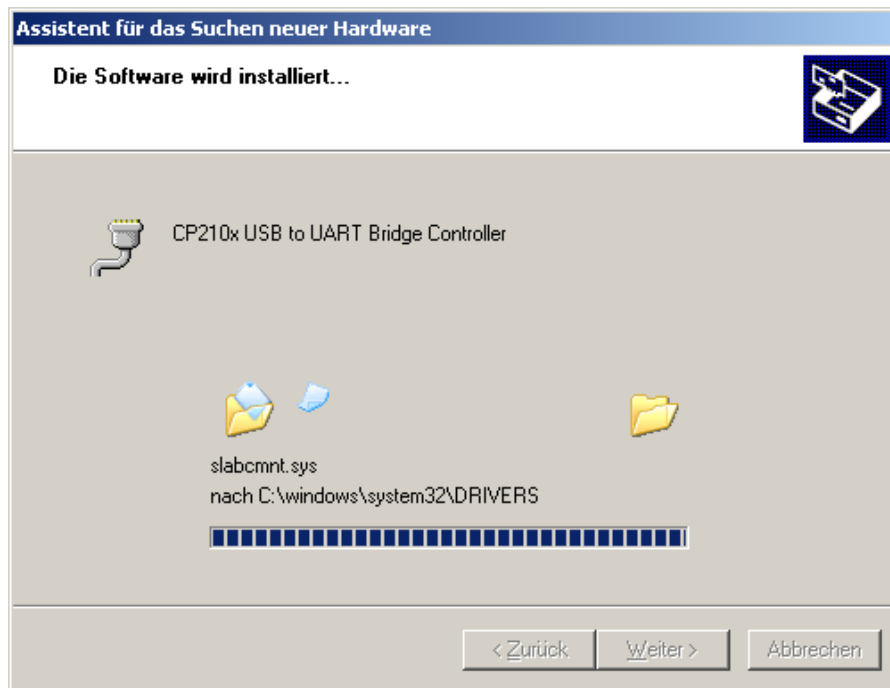 Assistent für das Suchen neuer Hardware
Die Software wird installiert...
CP210x USB to UART Bridge Controller
slabcmnt.sys
nach C:\windows\system32\DRIVERS
< Zurück
Weiter >
Abbrechen